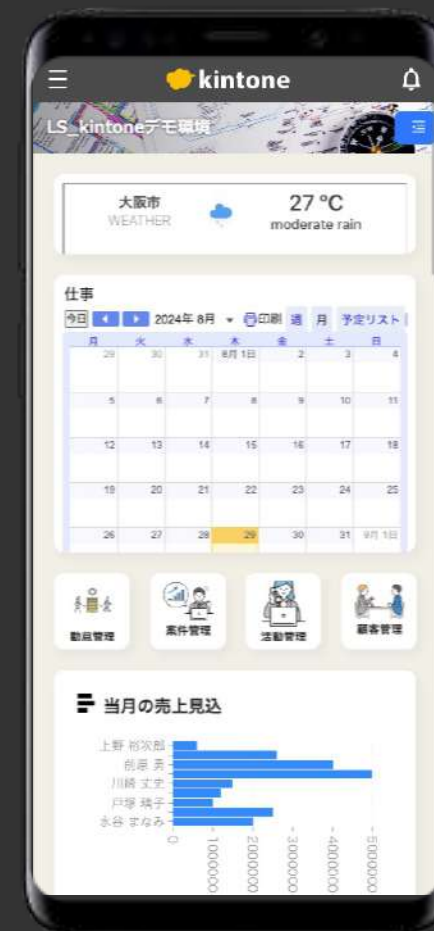 kintone
LS_kintoneデモ環境
大阪市
WEATHER
27 °C
moderate rain
仕事
今日 2024年 8月 印刷 週 月 予定リスト
月 火 水 木 金 土 日
29 30 31 8月 1日 2 3 4
5 6 7 8 9 10 11
12 13 14 15 16 17 18
19 20 21 22 23 24 25
26 27 28 29 30 31 9月 1日
勤怠管理 案件管理 活動管理 顧客管理
当月の売上見込
上野 裕次郎
前原 勇
川崎 丈史
戸塚 晴子
水谷 まなみ
0 1000000 2000000 3000000 4000000 5000000